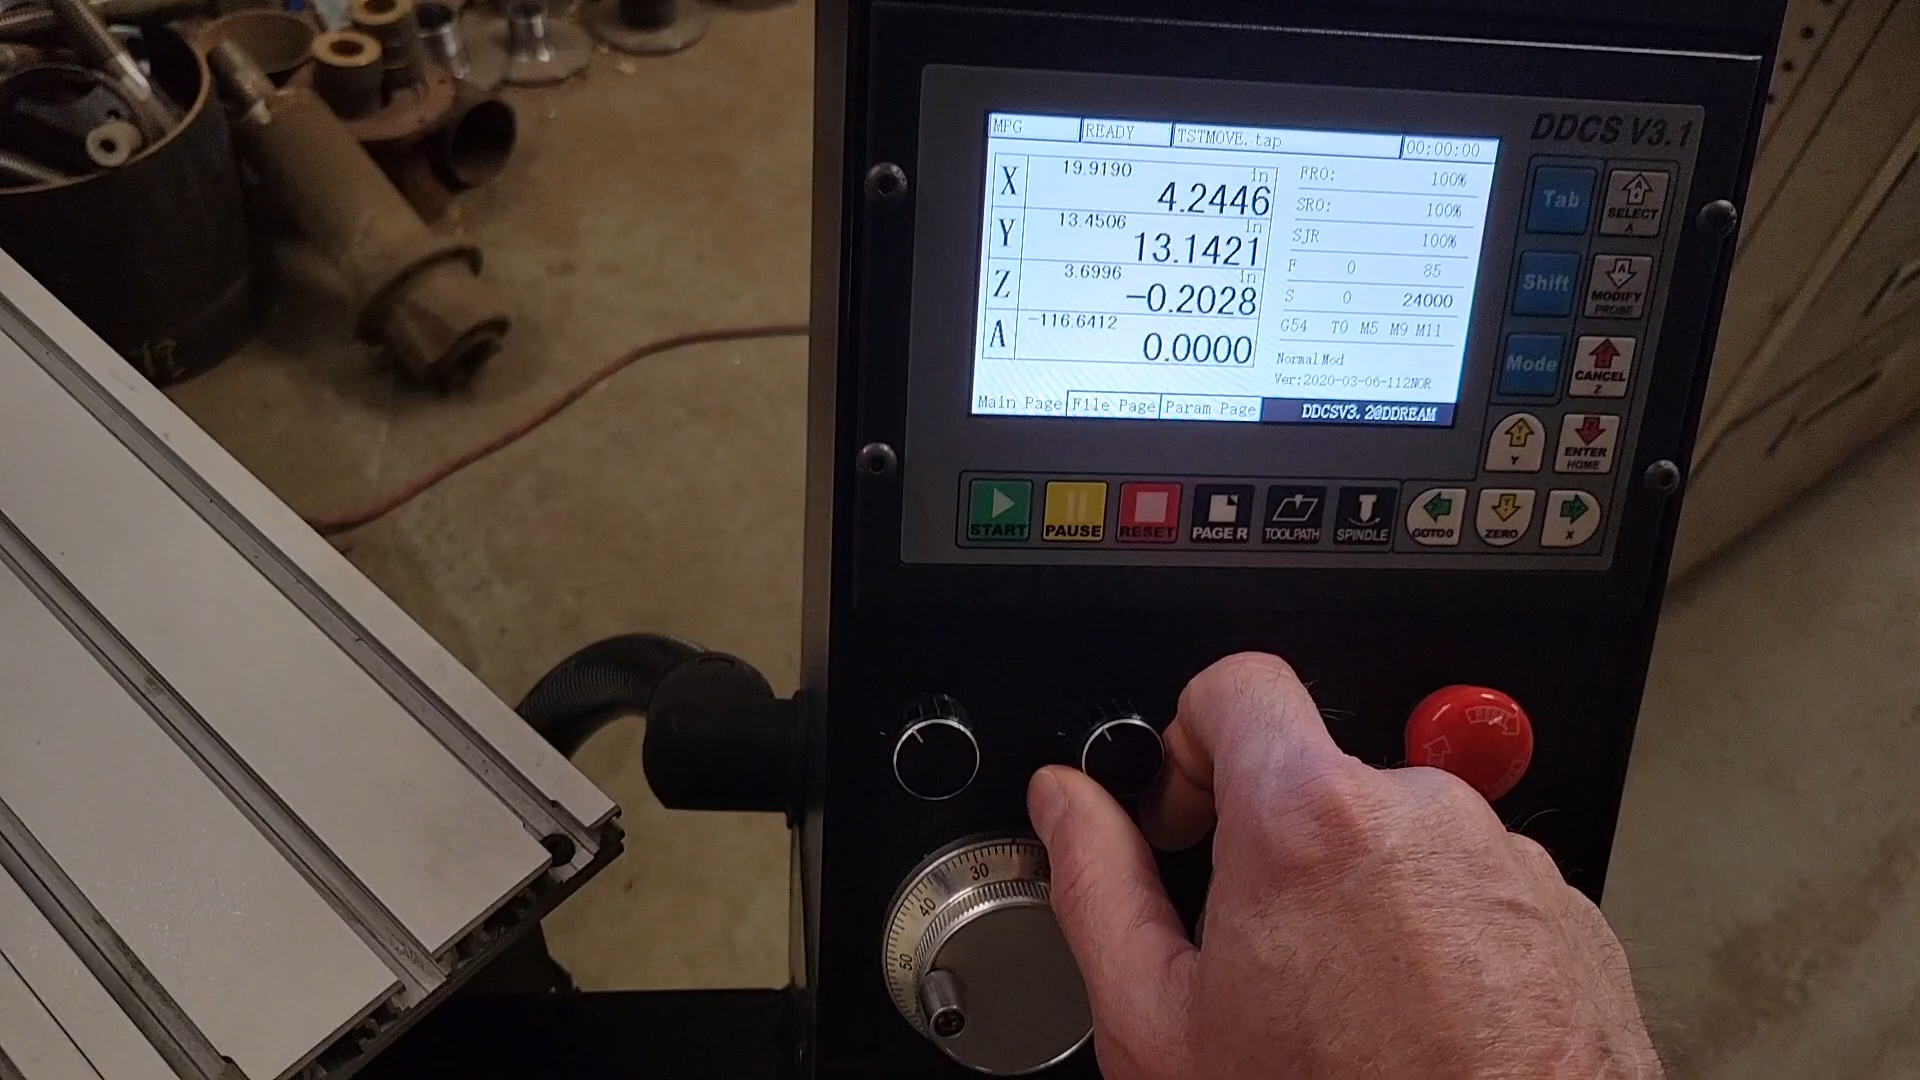 DDCS V3.1
MPG READY TSTMOVE.tap 00:00:00
X 19.9190 in 4.2446
Y 13.4506 in 13.1421
Z 3.6996 in -0.2028
A -116.6412 0.0000
FRO: 100%
SRO: 100%
SJR 100%
F 0 85
S 0 24000
G54 T0 M5 M9 M11
Normal Mod
Ver:2020-03-06-112NOR
Main Page File Page Param Page DDCSV3.2@DDREAM
Tab
A
SELECT
A
Shift
A
MODIFY
PROBE
Mode
CANCEL
Z
Y
ENTER
HOME
START PAUSE RESET PAGE R TOOLPATH SPINDLE GOTO0 ZERO X
30
40
50